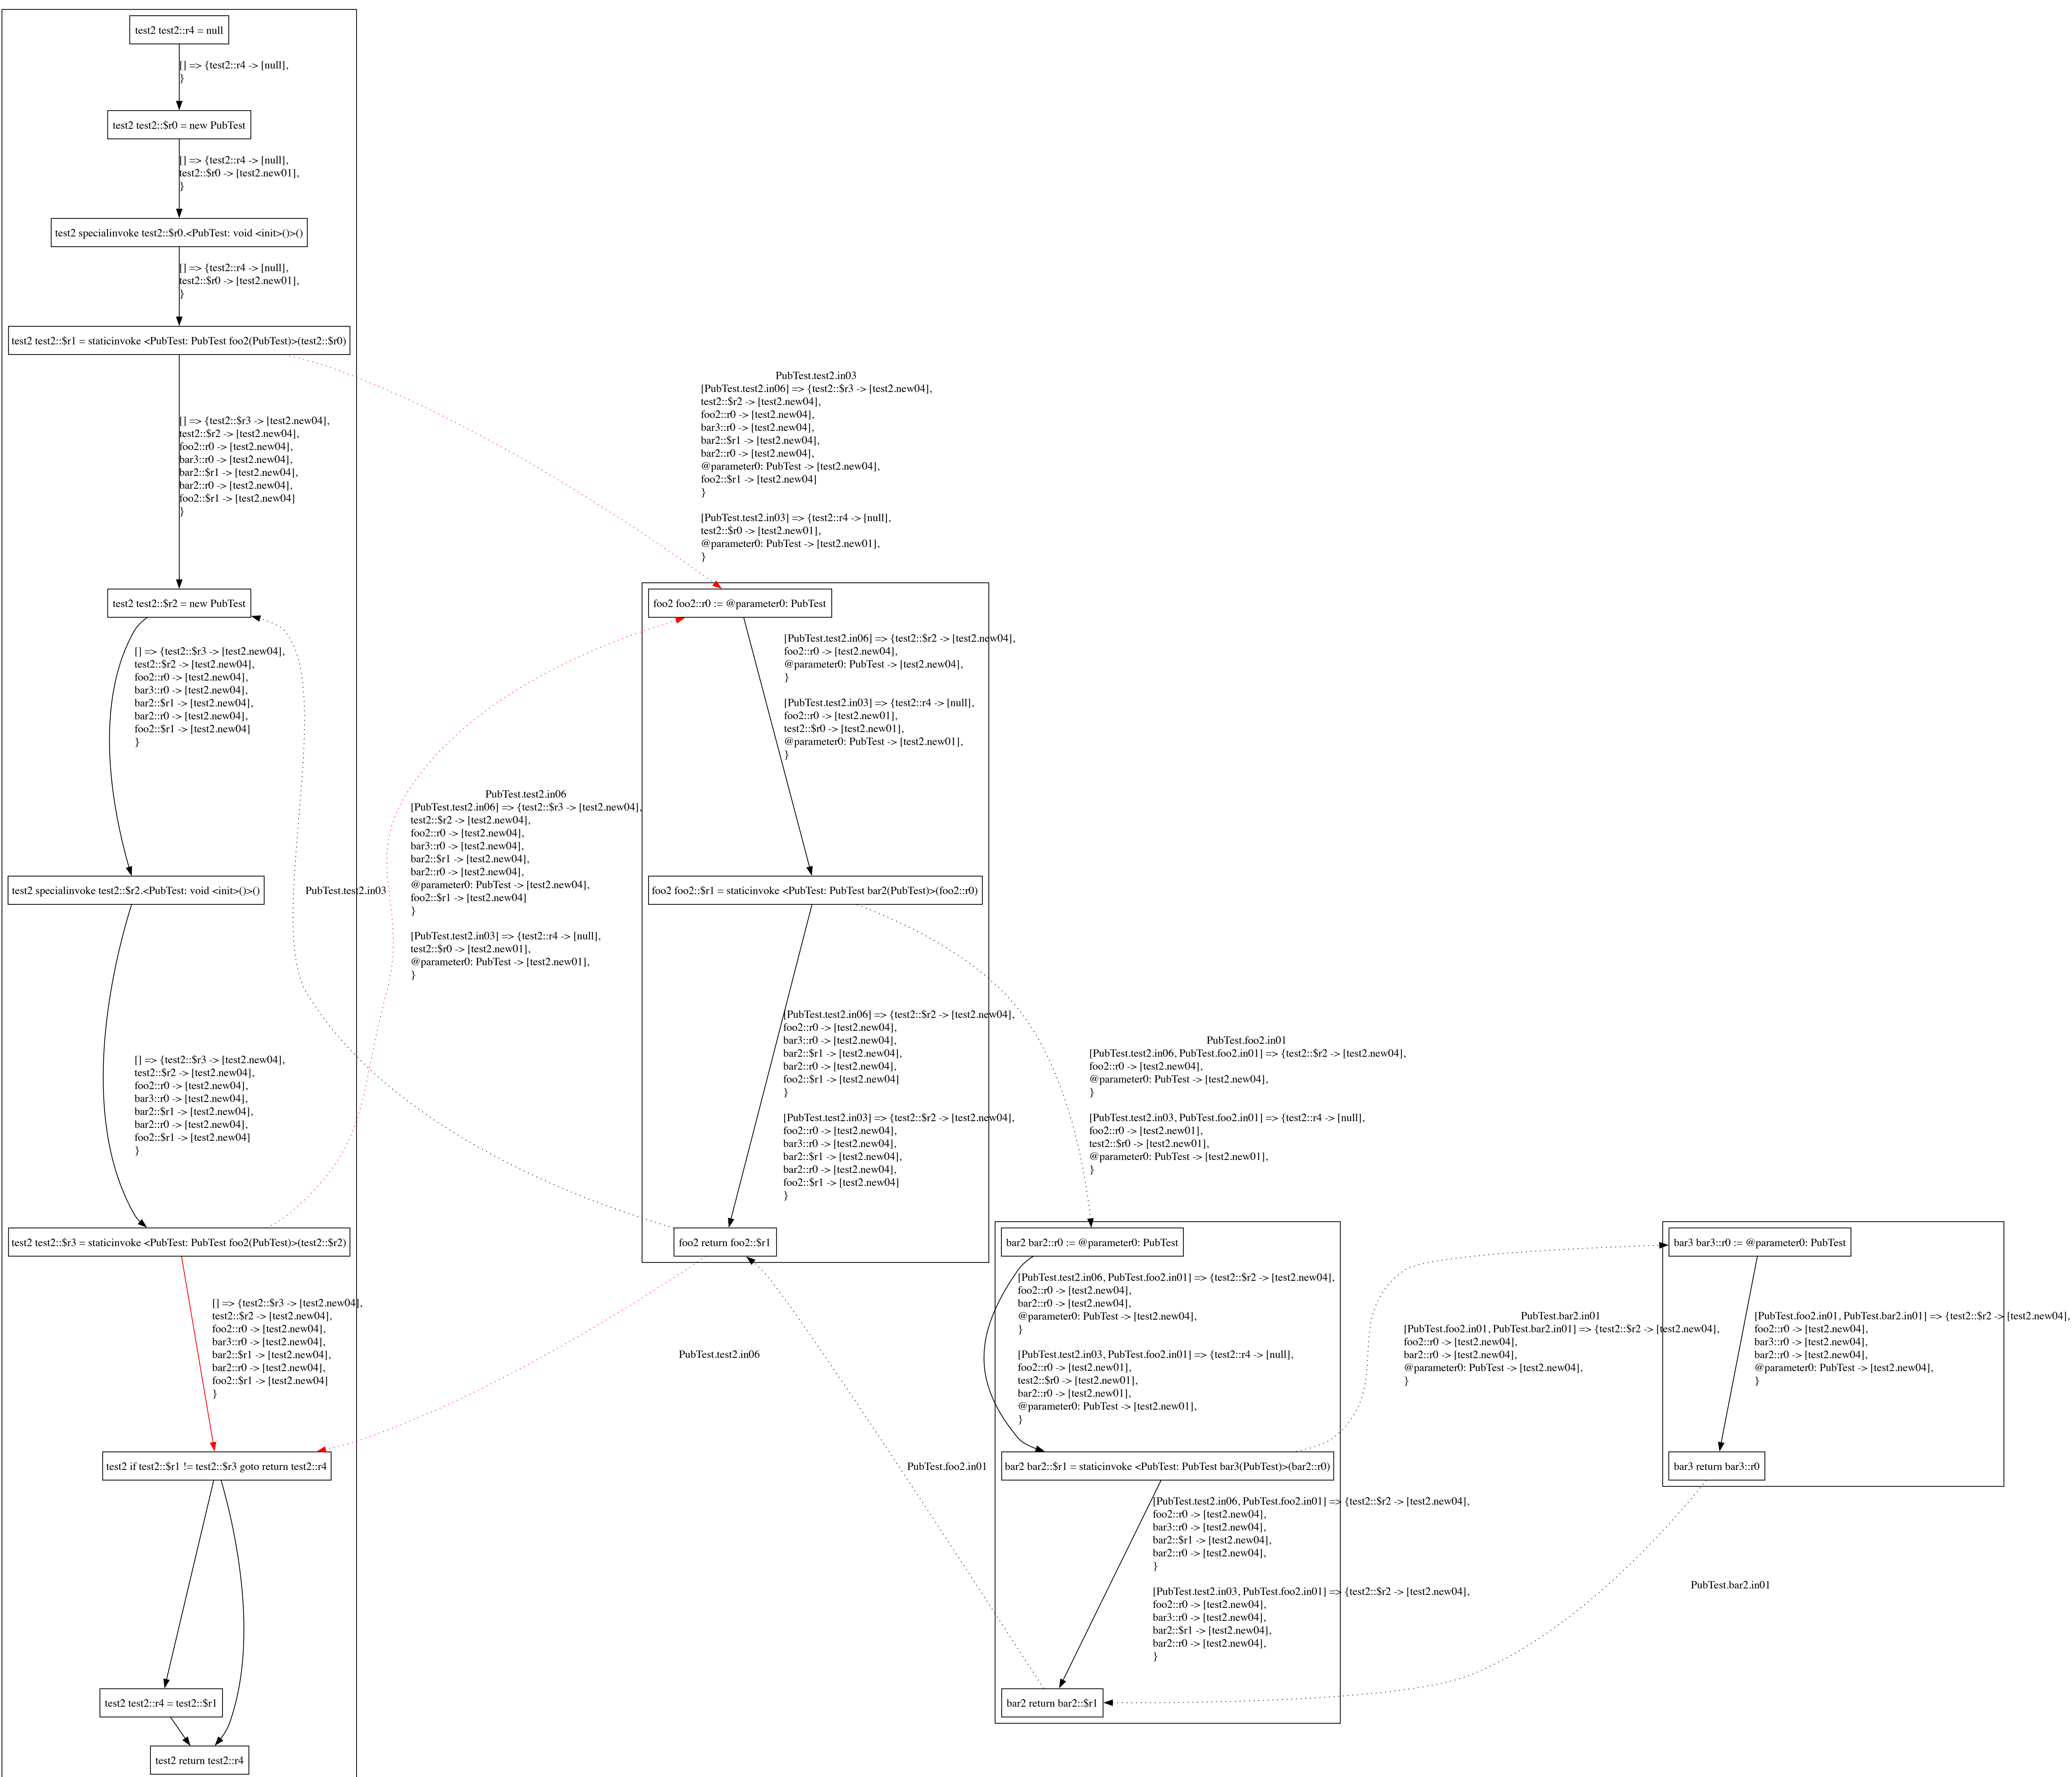 test2 test2::r4 = null
[] => {test2::r4 -> [null],
}
test2 test2::$r0 = new PubTest
[] => {test2::r4 -> [null],
test2::$r0 -> [test2.new01],
}
test2 specialinvoke test2::$r0.<PubTest: void <init>()>()
[] => {test2::r4 -> [null],
test2::$r0 -> [test2.new01],
}
test2 test2::$r1 = staticinvoke <PubTest: PubTest foo2(PubTest)>(test2::$r0)
[] => {test2::$r3 -> [test2.new04],
test2::$r2 -> [test2.new04],
foo2::r0 -> [test2.new04],
bar3::r0 -> [test2.new04],
bar2::$r1 -> [test2.new04],
bar2::r0 -> [test2.new04],
foo2::$r1 -> [test2.new04]
}
test2 test2::$r2 = new PubTest
[] => {test2::$r3 -> [test2.new04],
test2::$r2 -> [test2.new04],
foo2::r0 -> [test2.new04],
bar3::r0 -> [test2.new04],
bar2::$r1 -> [test2.new04],
bar2::r0 -> [test2.new04],
foo2::$r1 -> [test2.new04]
}
test2 specialinvoke test2::$r2.<PubTest: void <init>()>()
[] => {test2::$r3 -> [test2.new04],
test2::$r2 -> [test2.new04],
foo2::r0 -> [test2.new04],
bar3::r0 -> [test2.new04],
bar2::$r1 -> [test2.new04],
bar2::r0 -> [test2.new04],
foo2::$r1 -> [test2.new04]
}
test2 test2::$r3 = staticinvoke <PubTest: PubTest foo2(PubTest)>(test2::$r2)
[] => {test2::$r3 -> [test2.new04],
test2::$r2 -> [test2.new04],
foo2::r0 -> [test2.new04],
bar3::r0 -> [test2.new04],
bar2::$r1 -> [test2.new04],
bar2::r0 -> [test2.new04],
foo2::$r1 -> [test2.new04]
}
test2 if test2::$r1 != test2::$r3 goto return test2::r4
test2 test2::r4 = test2::$r1
test2 return test2::r4
PubTest.test2.in03
PubTest.test2.in06
[PubTest.test2.in06] => {test2::$r3 -> [test2.new04],
test2::$r2 -> [test2.new04],
foo2::r0 -> [test2.new04],
bar3::r0 -> [test2.new04],
bar2::$r1 -> [test2.new04],
bar2::r0 -> [test2.new04],
@parameter0: PubTest -> [test2.new04],
foo2::$r1 -> [test2.new04]
}
[PubTest.test2.in03] => {test2::r4 -> [null],
test2::$r0 -> [test2.new01],
@parameter0: PubTest -> [test2.new01],
}
PubTest.test2.in03
[PubTest.test2.in06] => {test2::$r3 -> [test2.new04],
test2::$r2 -> [test2.new04],
foo2::r0 -> [test2.new04],
bar3::r0 -> [test2.new04],
bar2::$r1 -> [test2.new04],
bar2::r0 -> [test2.new04],
@parameter0: PubTest -> [test2.new04],
foo2::$r1 -> [test2.new04]
}
[PubTest.test2.in03] => {test2::r4 -> [null],
test2::$r0 -> [test2.new01],
@parameter0: PubTest -> [test2.new01],
}
foo2 foo2::r0 := @parameter0: PubTest
[PubTest.test2.in06] => {test2::$r2 -> [test2.new04],
foo2::r0 -> [test2.new04],
@parameter0: PubTest -> [test2.new04],
}
[PubTest.test2.in03] => {test2::r4 -> [null],
foo2::r0 -> [test2.new01],
test2::$r0 -> [test2.new01],
@parameter0: PubTest -> [test2.new01],
}
foo2 foo2::$r1 = staticinvoke <PubTest: PubTest bar2(PubTest)>(foo2::r0)
[PubTest.test2.in06] => {test2::$r2 -> [test2.new04],
foo2::r0 -> [test2.new04],
bar3::r0 -> [test2.new04],
bar2::$r1 -> [test2.new04],
bar2::r0 -> [test2.new04],
foo2::$r1 -> [test2.new04]
}
[PubTest.test2.in03] => {test2::$r2 -> [test2.new04],
foo2::r0 -> [test2.new04],
bar3::r0 -> [test2.new04],
bar2::$r1 -> [test2.new04],
bar2::r0 -> [test2.new04],
foo2::$r1 -> [test2.new04]
}
foo2 return foo2::$r1
PubTest.test2.in06
PubTest.foo2.in01
PubTest.foo2.in01
[PubTest.test2.in06, PubTest.foo2.in01] => {test2::$r2 -> [test2.new04],
foo2::r0 -> [test2.new04],
@parameter0: PubTest -> [test2.new04],
}
[PubTest.test2.in03, PubTest.foo2.in01] => {test2::r4 -> [null],
foo2::r0 -> [test2.new01],
test2::$r0 -> [test2.new01],
@parameter0: PubTest -> [test2.new01],
}
bar2 bar2::r0 := @parameter0: PubTest
[PubTest.test2.in06, PubTest.foo2.in01] => {test2::$r2 -> [test2.new04],
foo2::r0 -> [test2.new04],
bar2::r0 -> [test2.new04],
@parameter0: PubTest -> [test2.new04],
}
[PubTest.test2.in03, PubTest.foo2.in01] => {test2::r4 -> [null],
foo2::r0 -> [test2.new01],
test2::$r0 -> [test2.new01],
bar2::r0 -> [test2.new01],
@parameter0: PubTest -> [test2.new01],
}
bar2 bar2::$r1 = staticinvoke <PubTest: PubTest bar3(PubTest)>(bar2::r0)
[PubTest.test2.in06, PubTest.foo2.in01] => {test2::$r2 -> [test2.new04],
foo2::r0 -> [test2.new04],
bar3::r0 -> [test2.new04],
bar2::$r1 -> [test2.new04],
bar2::r0 -> [test2.new04],
}
[PubTest.test2.in03, PubTest.foo2.in01] => {test2::$r2 -> [test2.new04],
foo2::r0 -> [test2.new04],
bar3::r0 -> [test2.new04],
bar2::$r1 -> [test2.new04],
bar2::r0 -> [test2.new04],
}
bar2 return bar2::$r1
PubTest.bar2.in01
[PubTest.foo2.in01, PubTest.bar2.in01] => {test2::$r2 -> [test2.new04],
foo2::r0 -> [test2.new04],
bar2::r0 -> [test2.new04],
@parameter0: PubTest -> [test2.new04],
}
bar3 bar3::r0 := @parameter0: PubTest
[PubTest.foo2.in01, PubTest.bar2.in01] => {test2::$r2 -> [test2.new04],
foo2::r0 -> [test2.new04],
bar3::r0 -> [test2.new04],
bar2::r0 -> [test2.new04],
@parameter0: PubTest -> [test2.new04],
}
bar3 return bar3::r0
PubTest.bar2.in01